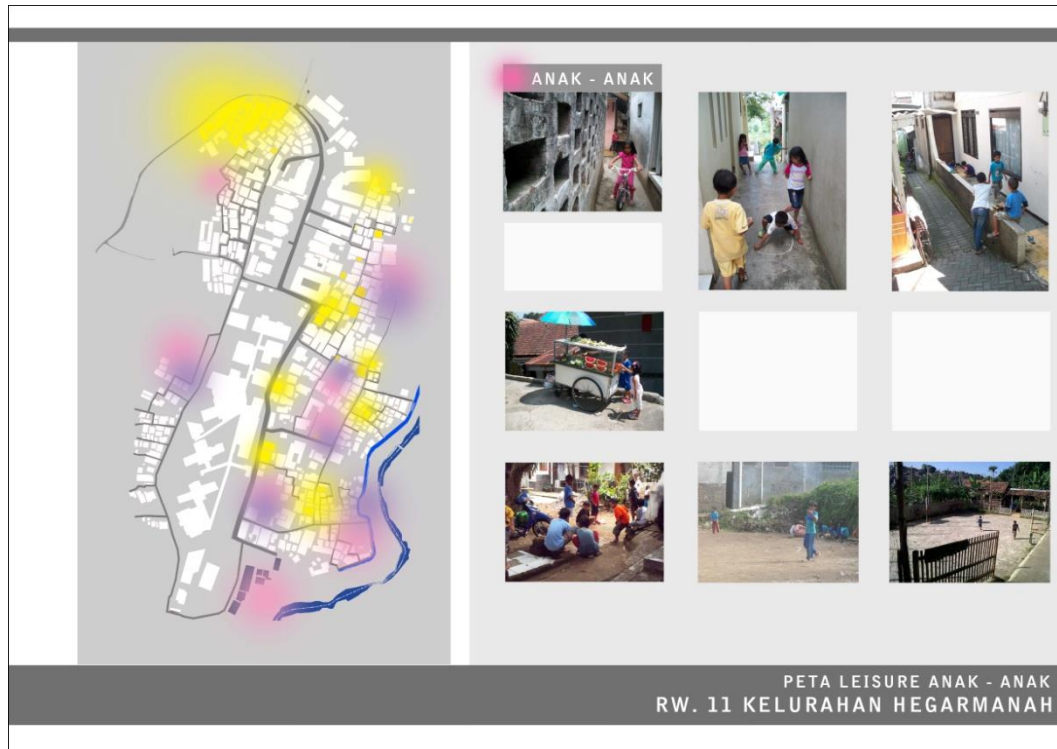 ANAK - ANAK
PETA LEISURE ANAK - ANAK
RW. 11 KELURAHAN HEGARMANAH